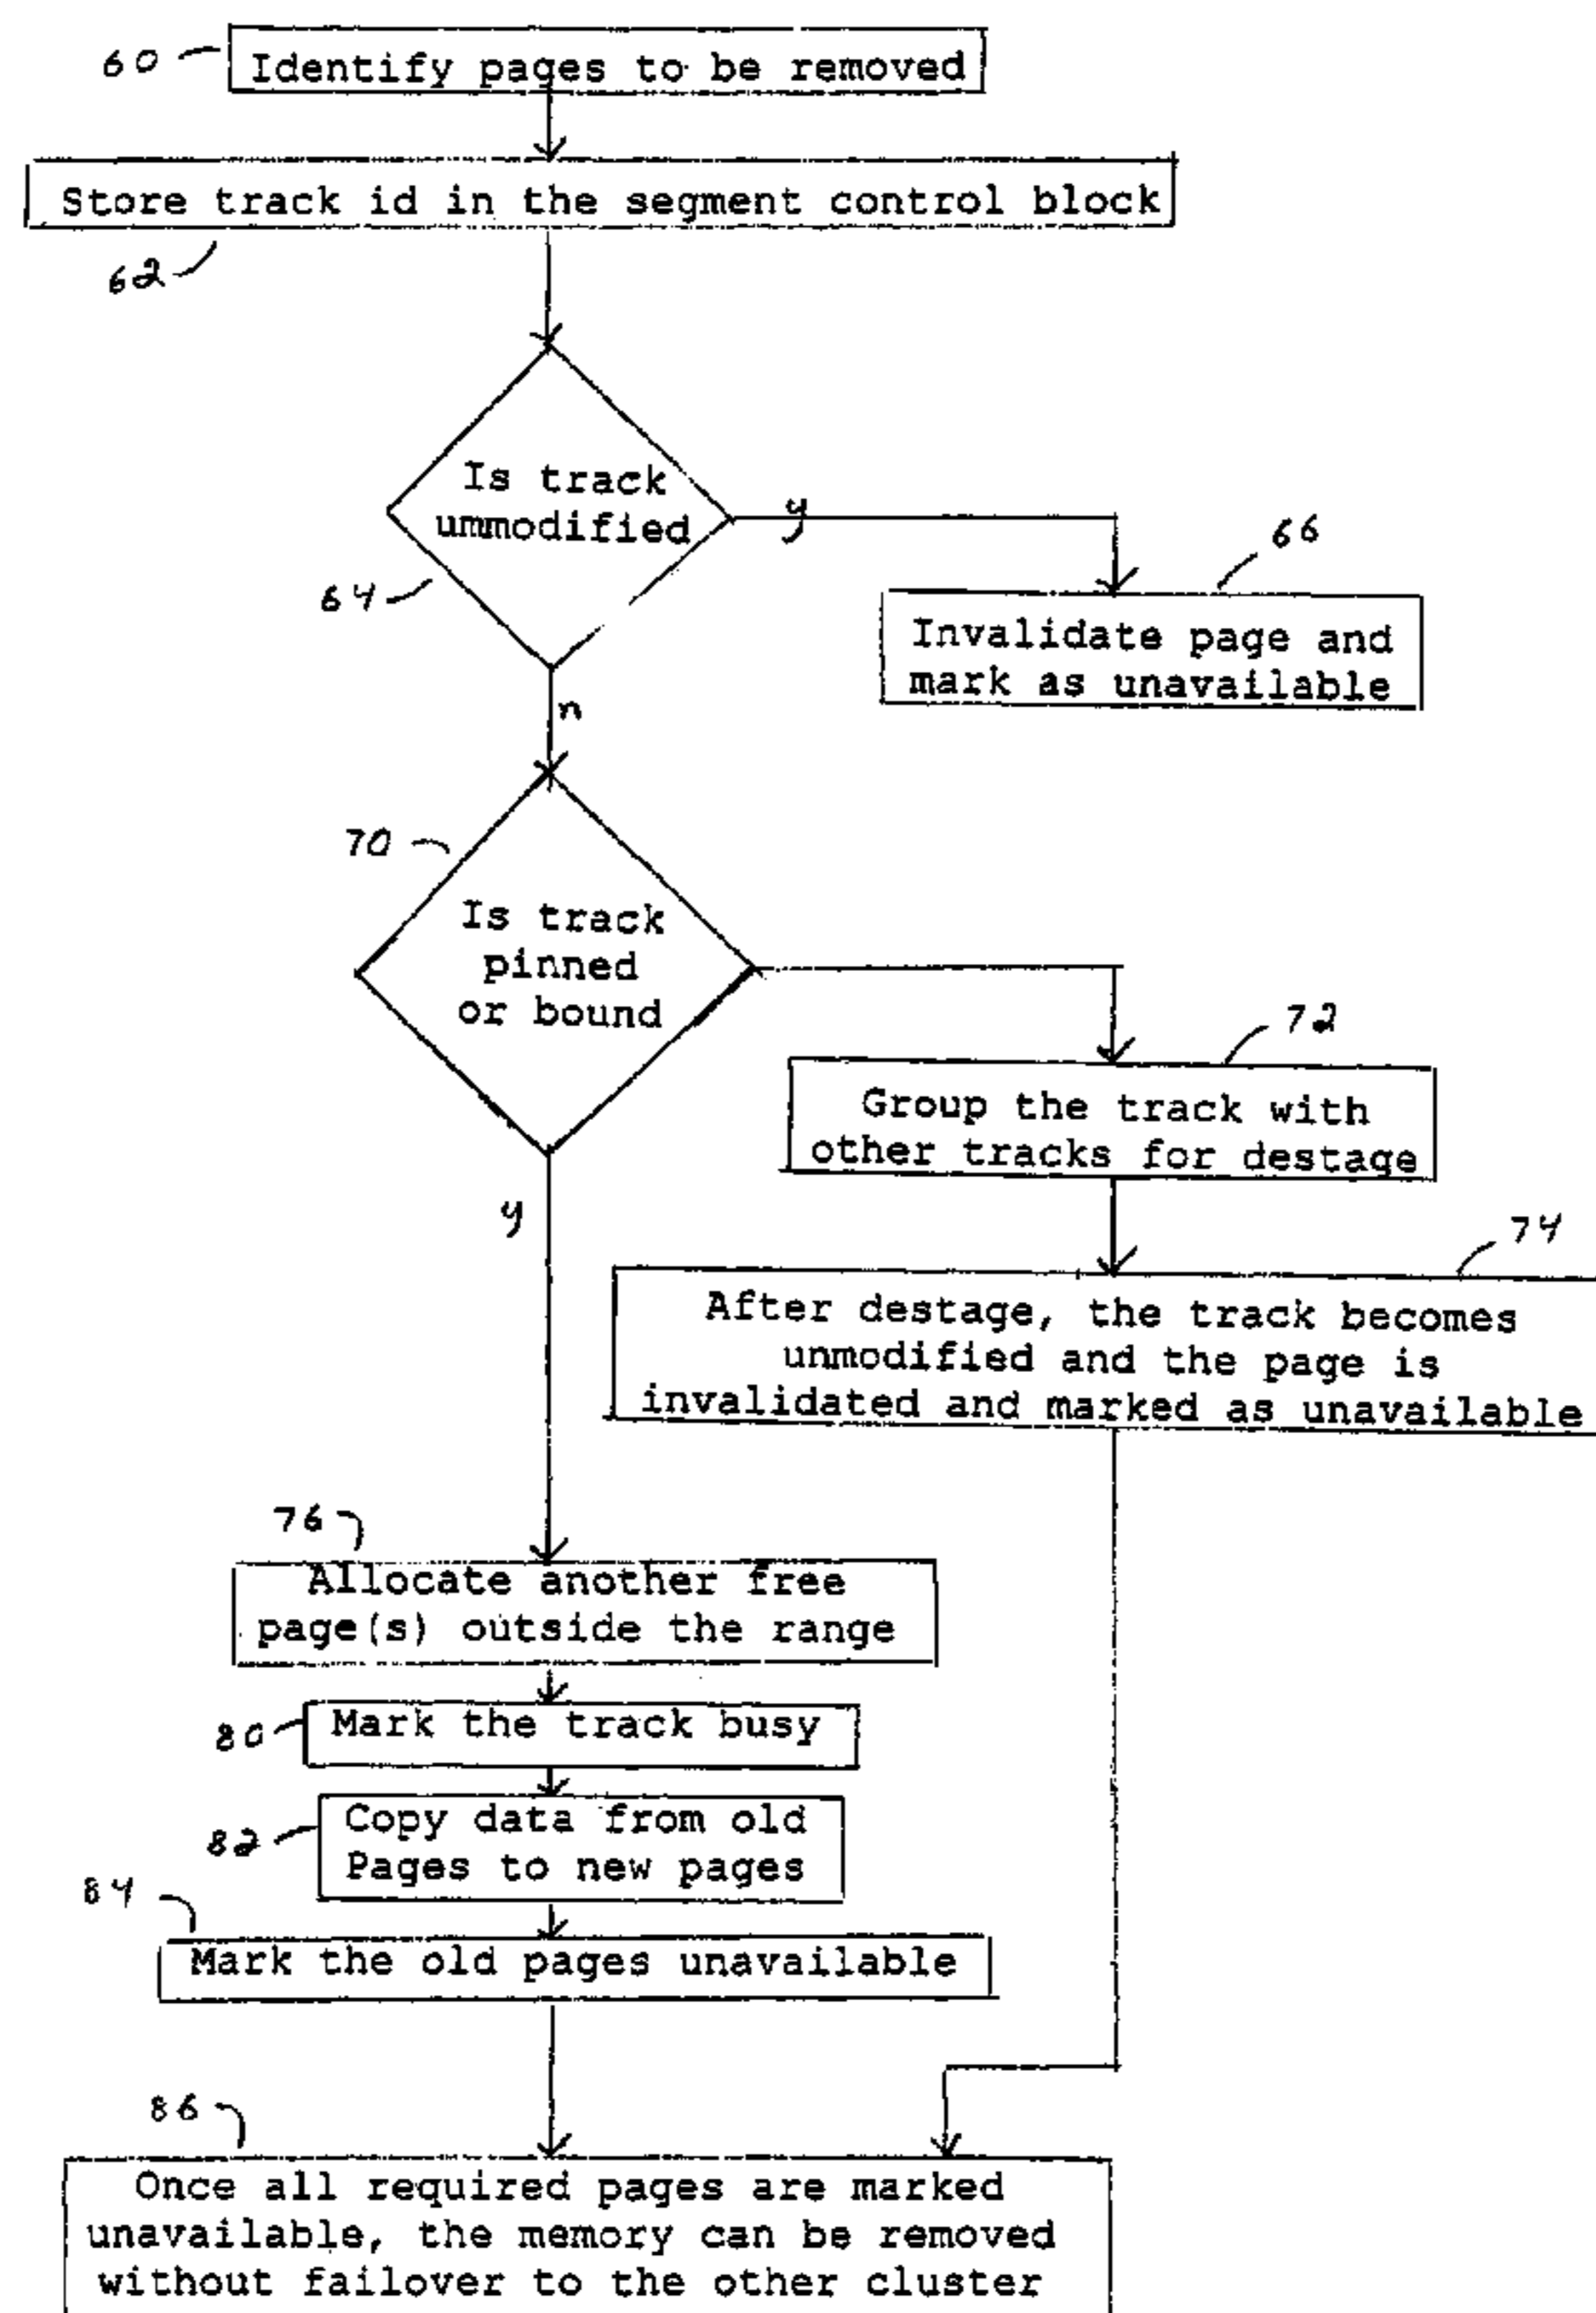 60
Identify pages to be removed
Store track id in the segment control block
62
Is track
ummodified
y
64
66
Invalidate page and
mark as unavailable
n
70
Is track
pinned
or bound
72
Group the track with
other tracks for destage
y
74
After destage, the track becomes
unmodified and the page is
invalidated and marked as unavailable
76
Allocate another free
page(s) outside the range
80
Mark the track busy
82
Copy data from old
Pages to new pages
84
Mark the old pages unavailable
86
Once all required pages are marked
unavailable, the memory can be removed
without failover to the other cluster